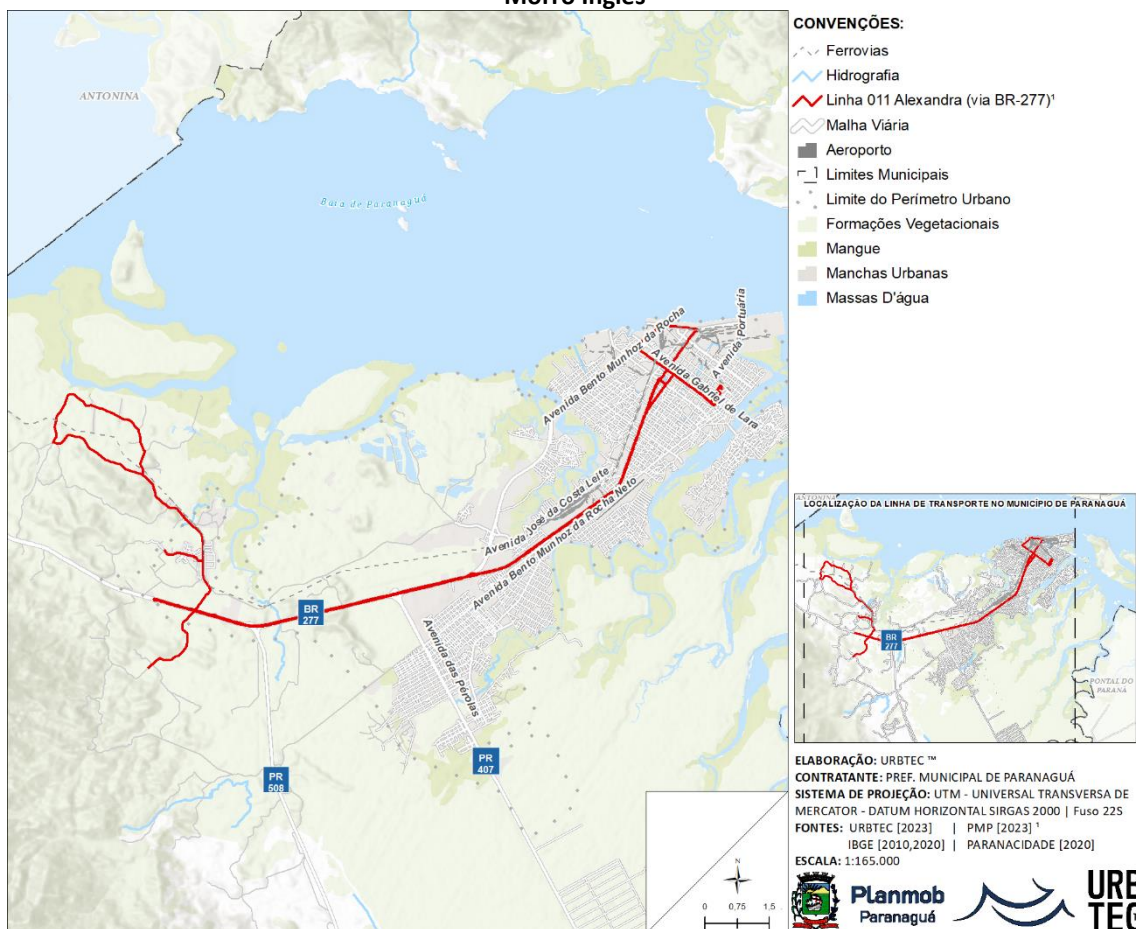 Morro Inglês
ANTONINA
Baía de Paranaguá
Avenida Bento Munhoz da Rocha
Avenida Portuária
Avenida Gabriel de Lara
Avenida José da Costa Leite
Avenida Bento Munhoz da Rocha Neto
Avenida das Pérolas
BR
277
PR
407
PR
508
N
0 0,75 1,5
CONVENÇÕES:
Ferrovias
Hidrografia
Linha 011 Alexandra (via BR-277)¹
Malha Viária
Aeroporto
Limites Municipais
Limite do Perímetro Urbano
Formações Vegetacionais
Mangue
Manchas Urbanas
Massas D'água
ANTONINA
LOCALIZAÇÃO DA LINHA DE TRANSPORTE NO MUNICÍPIO DE PARANAGUÁ
BR
277
PONTAL DO
PARANÁ
ELABORAÇÃO: URBTEC ™
CONTRATANTE: PREF. MUNICIPAL DE PARANAGUÁ
SISTEMA DE PROJEÇÃO: UTM - UNIVERSAL TRANSVERSA DE
MERCATOR - DATUM HORIZONTAL SIRGAS 2000 | Fuso 22S
FONTES: URBTEC [2023] | PMP [2023] ¹
IBGE [2010,2020] | PARANACIDADE [2020]
ESCALA: 1:165.000
Planmob
Paranaguá
URB
TEC